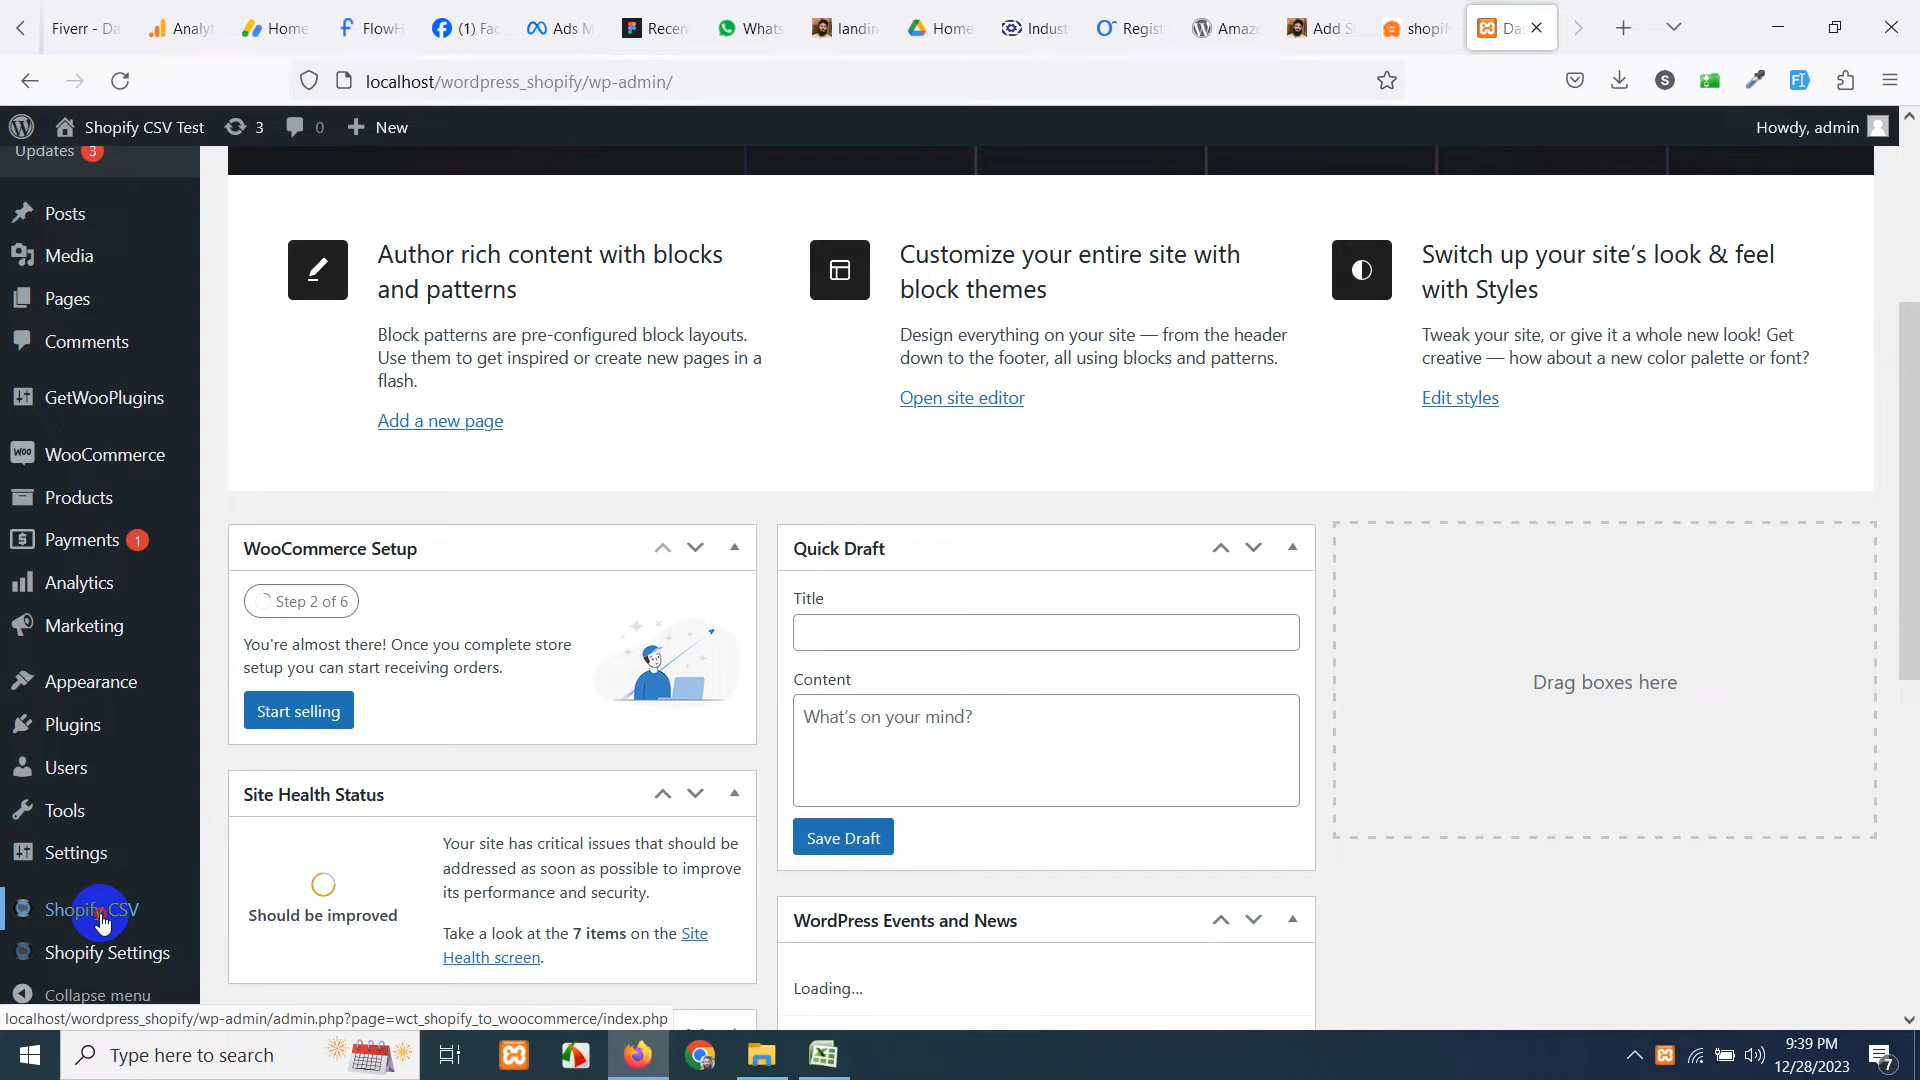 Fiverr - Da
Analyt
Home
FlowH
(1) Fac
Ads M
Recen
Whats
landin
Home
Indust
Regist
Amaz
Add S
shopif
Das
localhost/wordpress_shopify/wp-admin/
Shopify CSV Test
3
0
New
Howdy, admin
Updates 3
Posts
Media
Pages
Comments
GetWooPlugins
WooCommerce
Products
Payments 1
Analytics
Marketing
Appearance
Plugins
Users
Tools
Settings
Shopify CSV
Shopify Settings
Collapse menu
Author rich content with blocks
and patterns
Block patterns are pre-configured block layouts.
Use them to get inspired or create new pages in a
flash.
Add a new page
Customize your entire site with
block themes
Design everything on your site — from the header
down to the footer, all using blocks and patterns.
Open site editor
Switch up your site’s look & feel
with Styles
Tweak your site, or give it a whole new look! Get
creative — how about a new color palette or font?
Edit styles
WooCommerce Setup
Step 2 of 6
You're almost there! Once you complete store
setup you can start receiving orders.
Start selling
Site Health Status
Should be improved
Your site has critical issues that should be
addressed as soon as possible to improve
its performance and security.
Take a look at the 7 items on the Site
Health screen.
Quick Draft
Title
Content
What’s on your mind?
Save Draft
WordPress Events and News
Loading...
Drag boxes here
localhost/wordpress_shopify/wp-admin/admin.php?page=wct_shopify_to_woocommerce/index.php
Type here to search
9:39 PM
12/28/2023
7